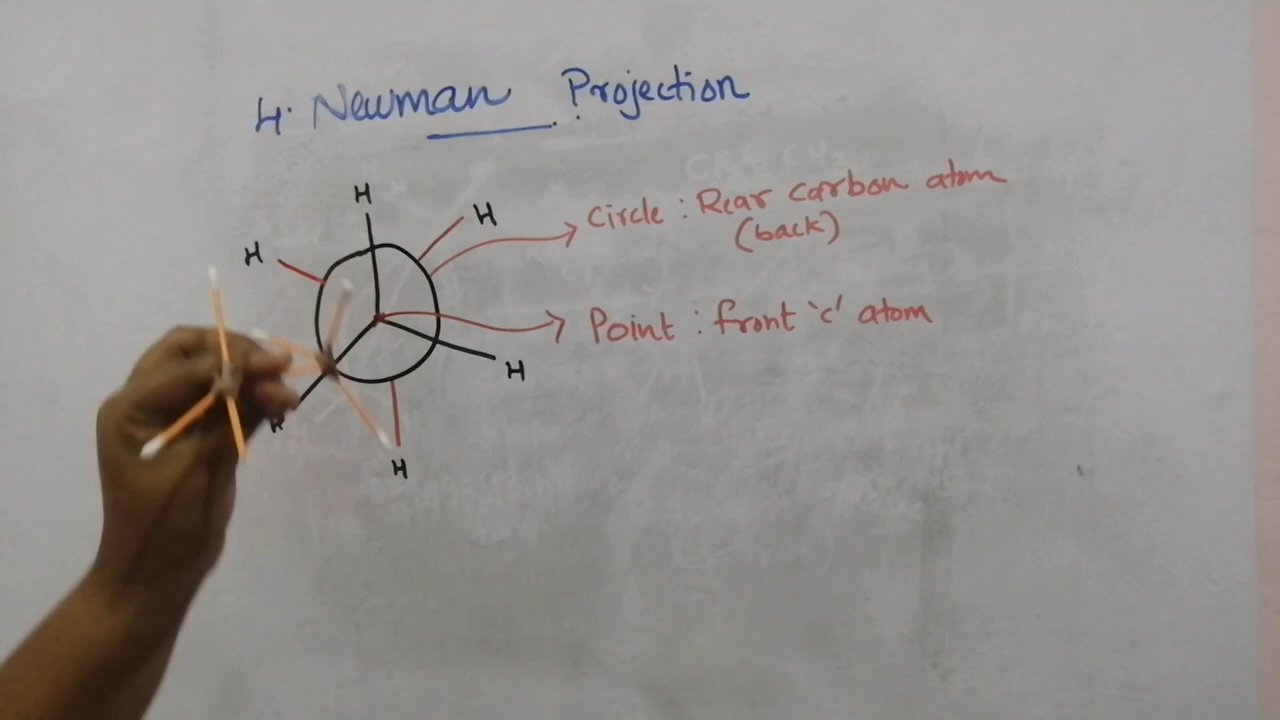 4. Newman Projection
H
H
H
Circle : Rear carbon atom
(back)
Point : front 'c' atom
H
H